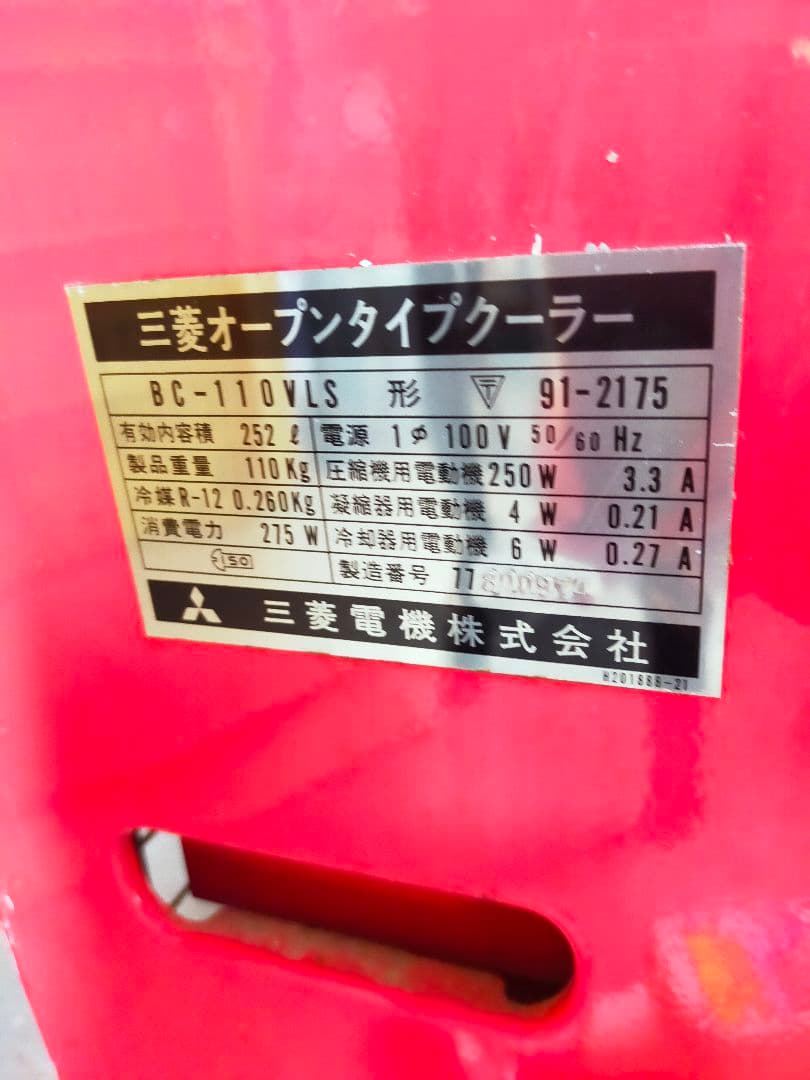 三菱オープンタイプクーラー
BC-110VLS 形 〒 91-2175
有効内容積 252ℓ 電源 1φ 100V 50/60 Hz
製品重量 110Kg 圧縮機用電動機 250W 3.3 A
冷媒R-12 0.260Kg 凝縮器用電動機 4 W 0.21 A
消費電力 275 W 冷却器用電動機 6 W 0.27 A
製造番号 77
三菱電機株式会社